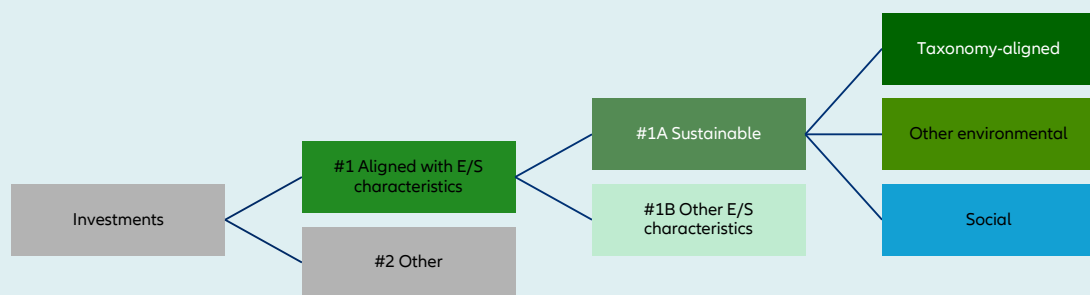 Taxonomy-aligned
#1A Sustainable
Other environmental
#1 Aligned with E/S
characteristics
Investments
#1B Other E/S
characteristics
Social
#2 Other